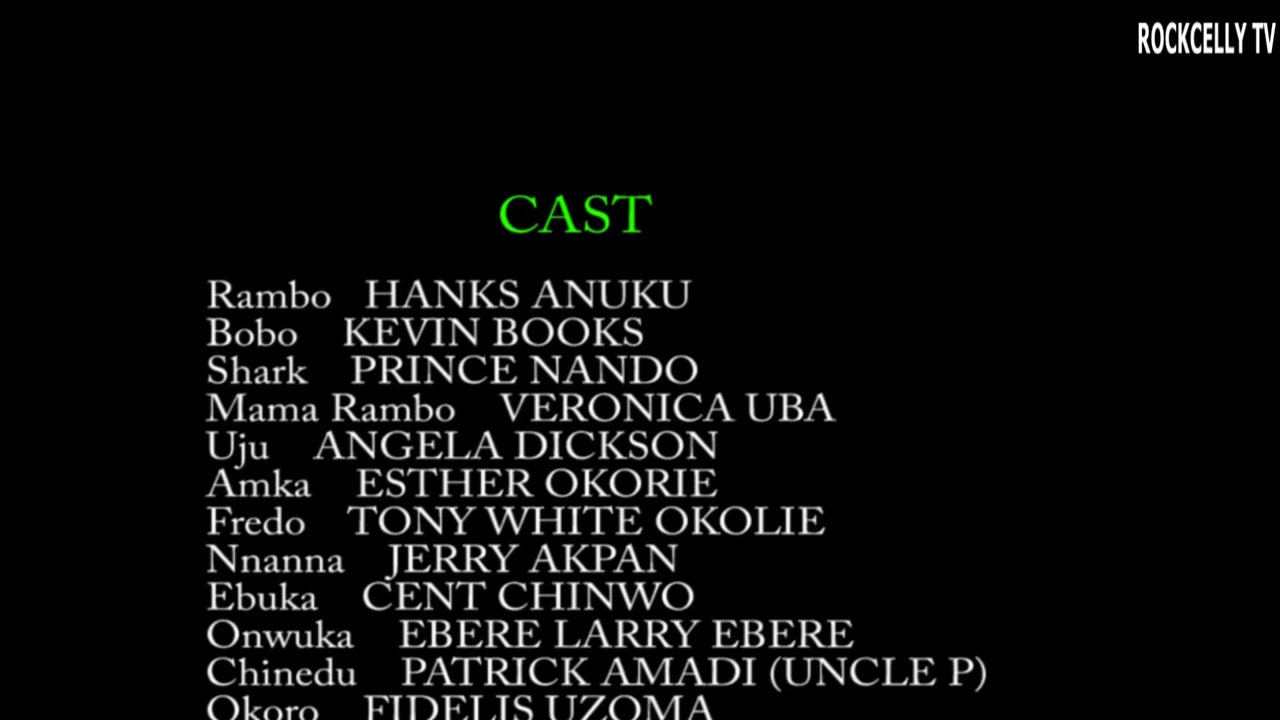 ROCKCELLY TV
CAST
Rambo HANKS ANUKU
Bobo KEVIN BOOKS
Shark PRINCE NANDO
Mama Rambo VERONICA UBA
Uju ANGELA DICKSON
Amka ESTHER OKORIE
Fredo TONY WHITE OKOLIE
Nnanna JERRY AKPAN
Ebuka CENT CHINWO
Onwuka EBERE LARRY EBERE
Chinedu PATRICK AMADI (UNCLE P)
Okoro FIDELIS UZOMA